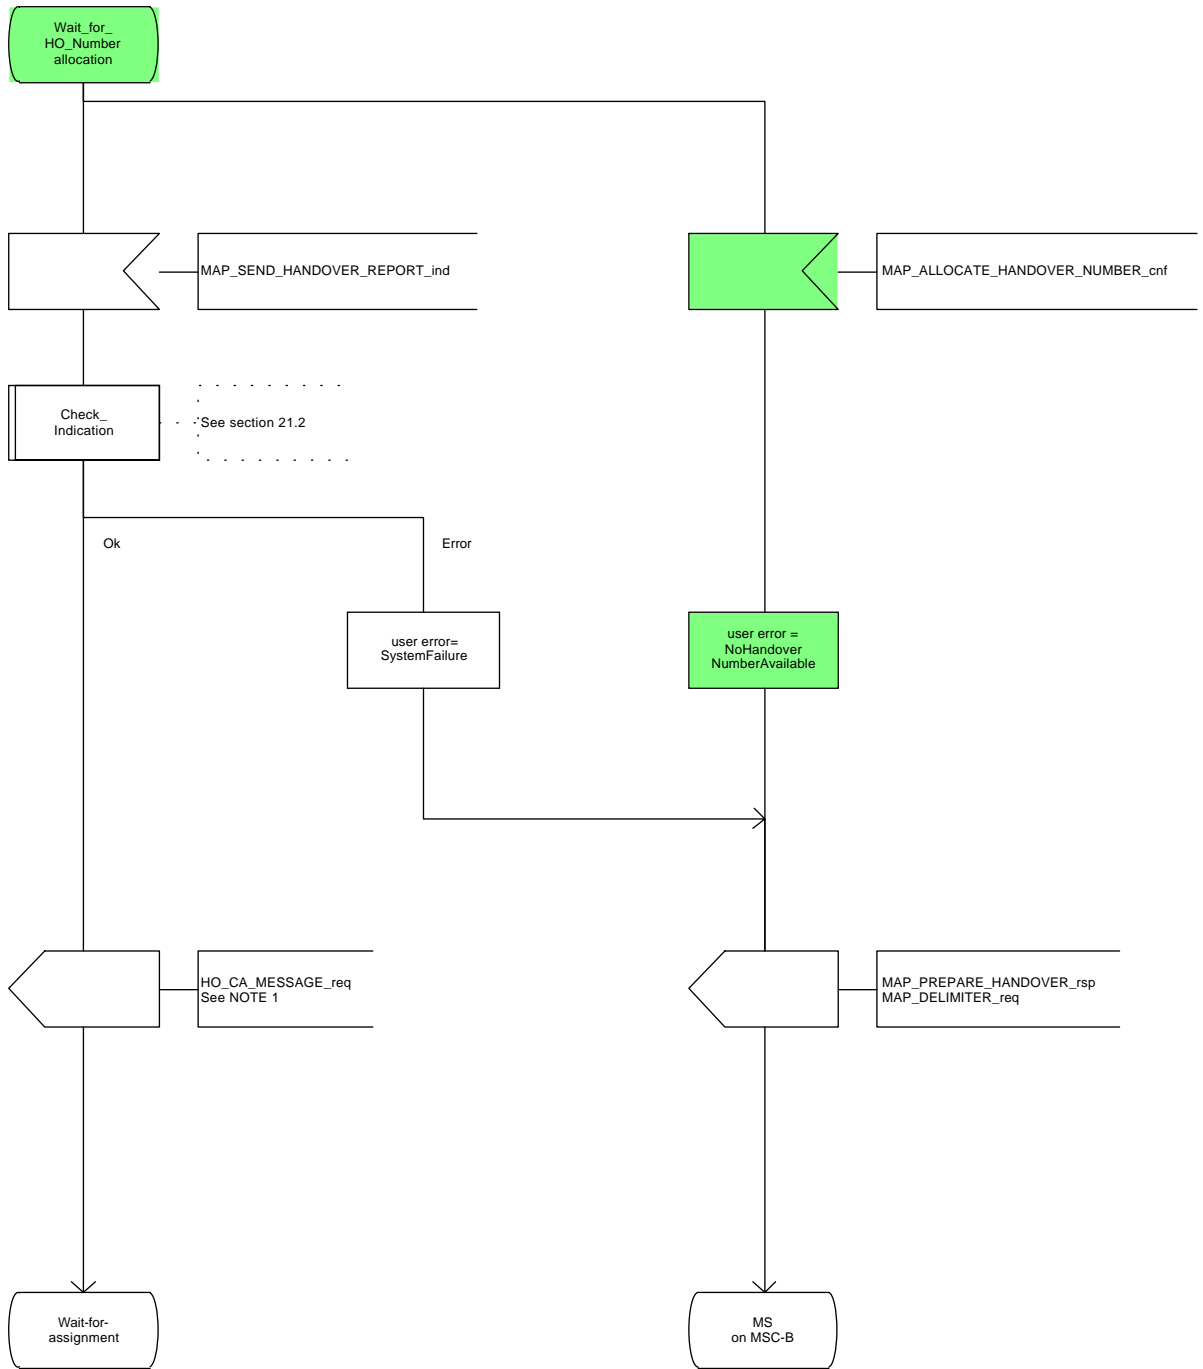 Wait_for_
HO_Number
allocation
MAP_SEND_HANDOVER_REPORT_ind
MAP_ALLOCATE_HANDOVER_NUMBER_cnf
Check_
Indication
See section 21.2
Ok
Error
user error=
SystemFailure
user error =
NoHandover
NumberAvailable
HO_CA_MESSAGE_req
See NOTE 1
MAP_PREPARE_HANDOVER_rsp
MAP_DELIMITER_req
Wait-for-
assignment
MS
on MSC-B